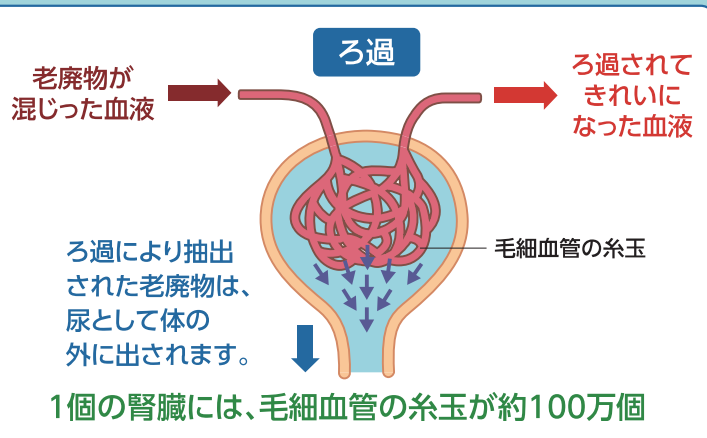 ろ過
老廃物が
混じった血液
ろ過されて
きれいに
なった血液
毛細血管の糸玉
ろ過により抽出
された老廃物は、
尿として体の
外に出されます。
1個の腎臓には、毛細血管の糸玉が約100万個